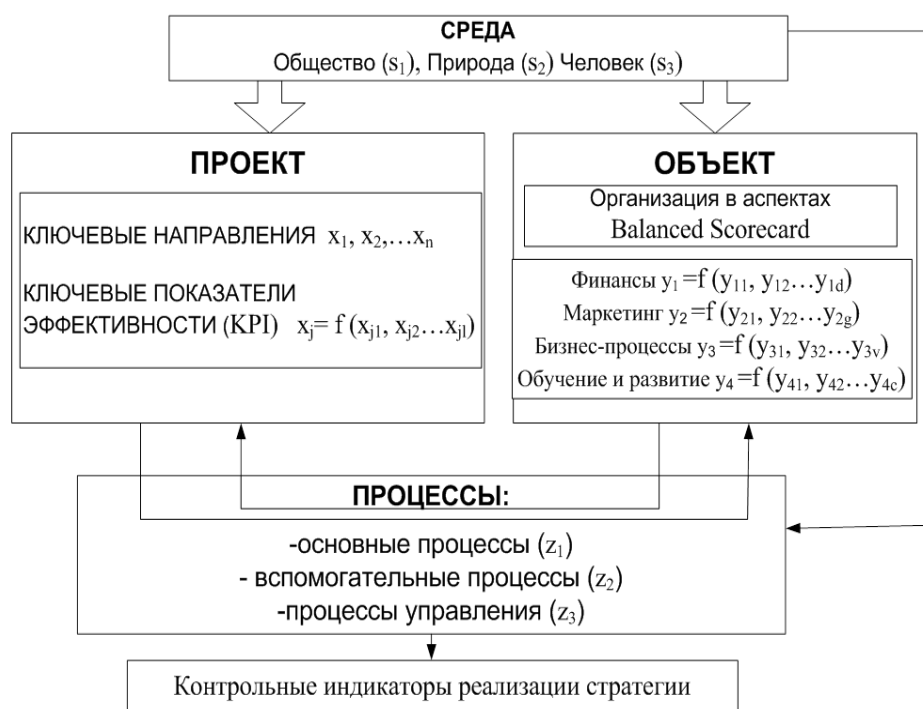 СРЕДА
Общество (s₁), Природа (s₂) Человек (s₃)
ПРОЕКТ
КЛЮЧЕВЫЕ НАПРАВЛЕНИЯ x₁, x₂,…xₙ
КЛЮЧЕВЫЕ ПОКАЗАТЕЛИ
ЭФФЕКТИВНОСТИ (KPI) xⱼ= f (xⱼ₁, xⱼ₂…xⱼₗ)
ОБЪЕКТ
Организация в аспектах
Balanced Scorecard
Финансы y₁=f (y₁₁, y₁₂…y₁d)
Маркетинг y₂=f (y₂₁, y₂₂…y₂g)
Бизнес-процессы y₃=f (y₃₁, y₃₂…y₃ᵥ)
Обучение и развитие y₄=f (y₄₁, y₄₂…y₄c)
ПРОЦЕССЫ:
-основные процессы (z₁)
- вспомогательные процессы (z₂)
-процессы управления (z₃)
Контрольные индикаторы реализации стратегии